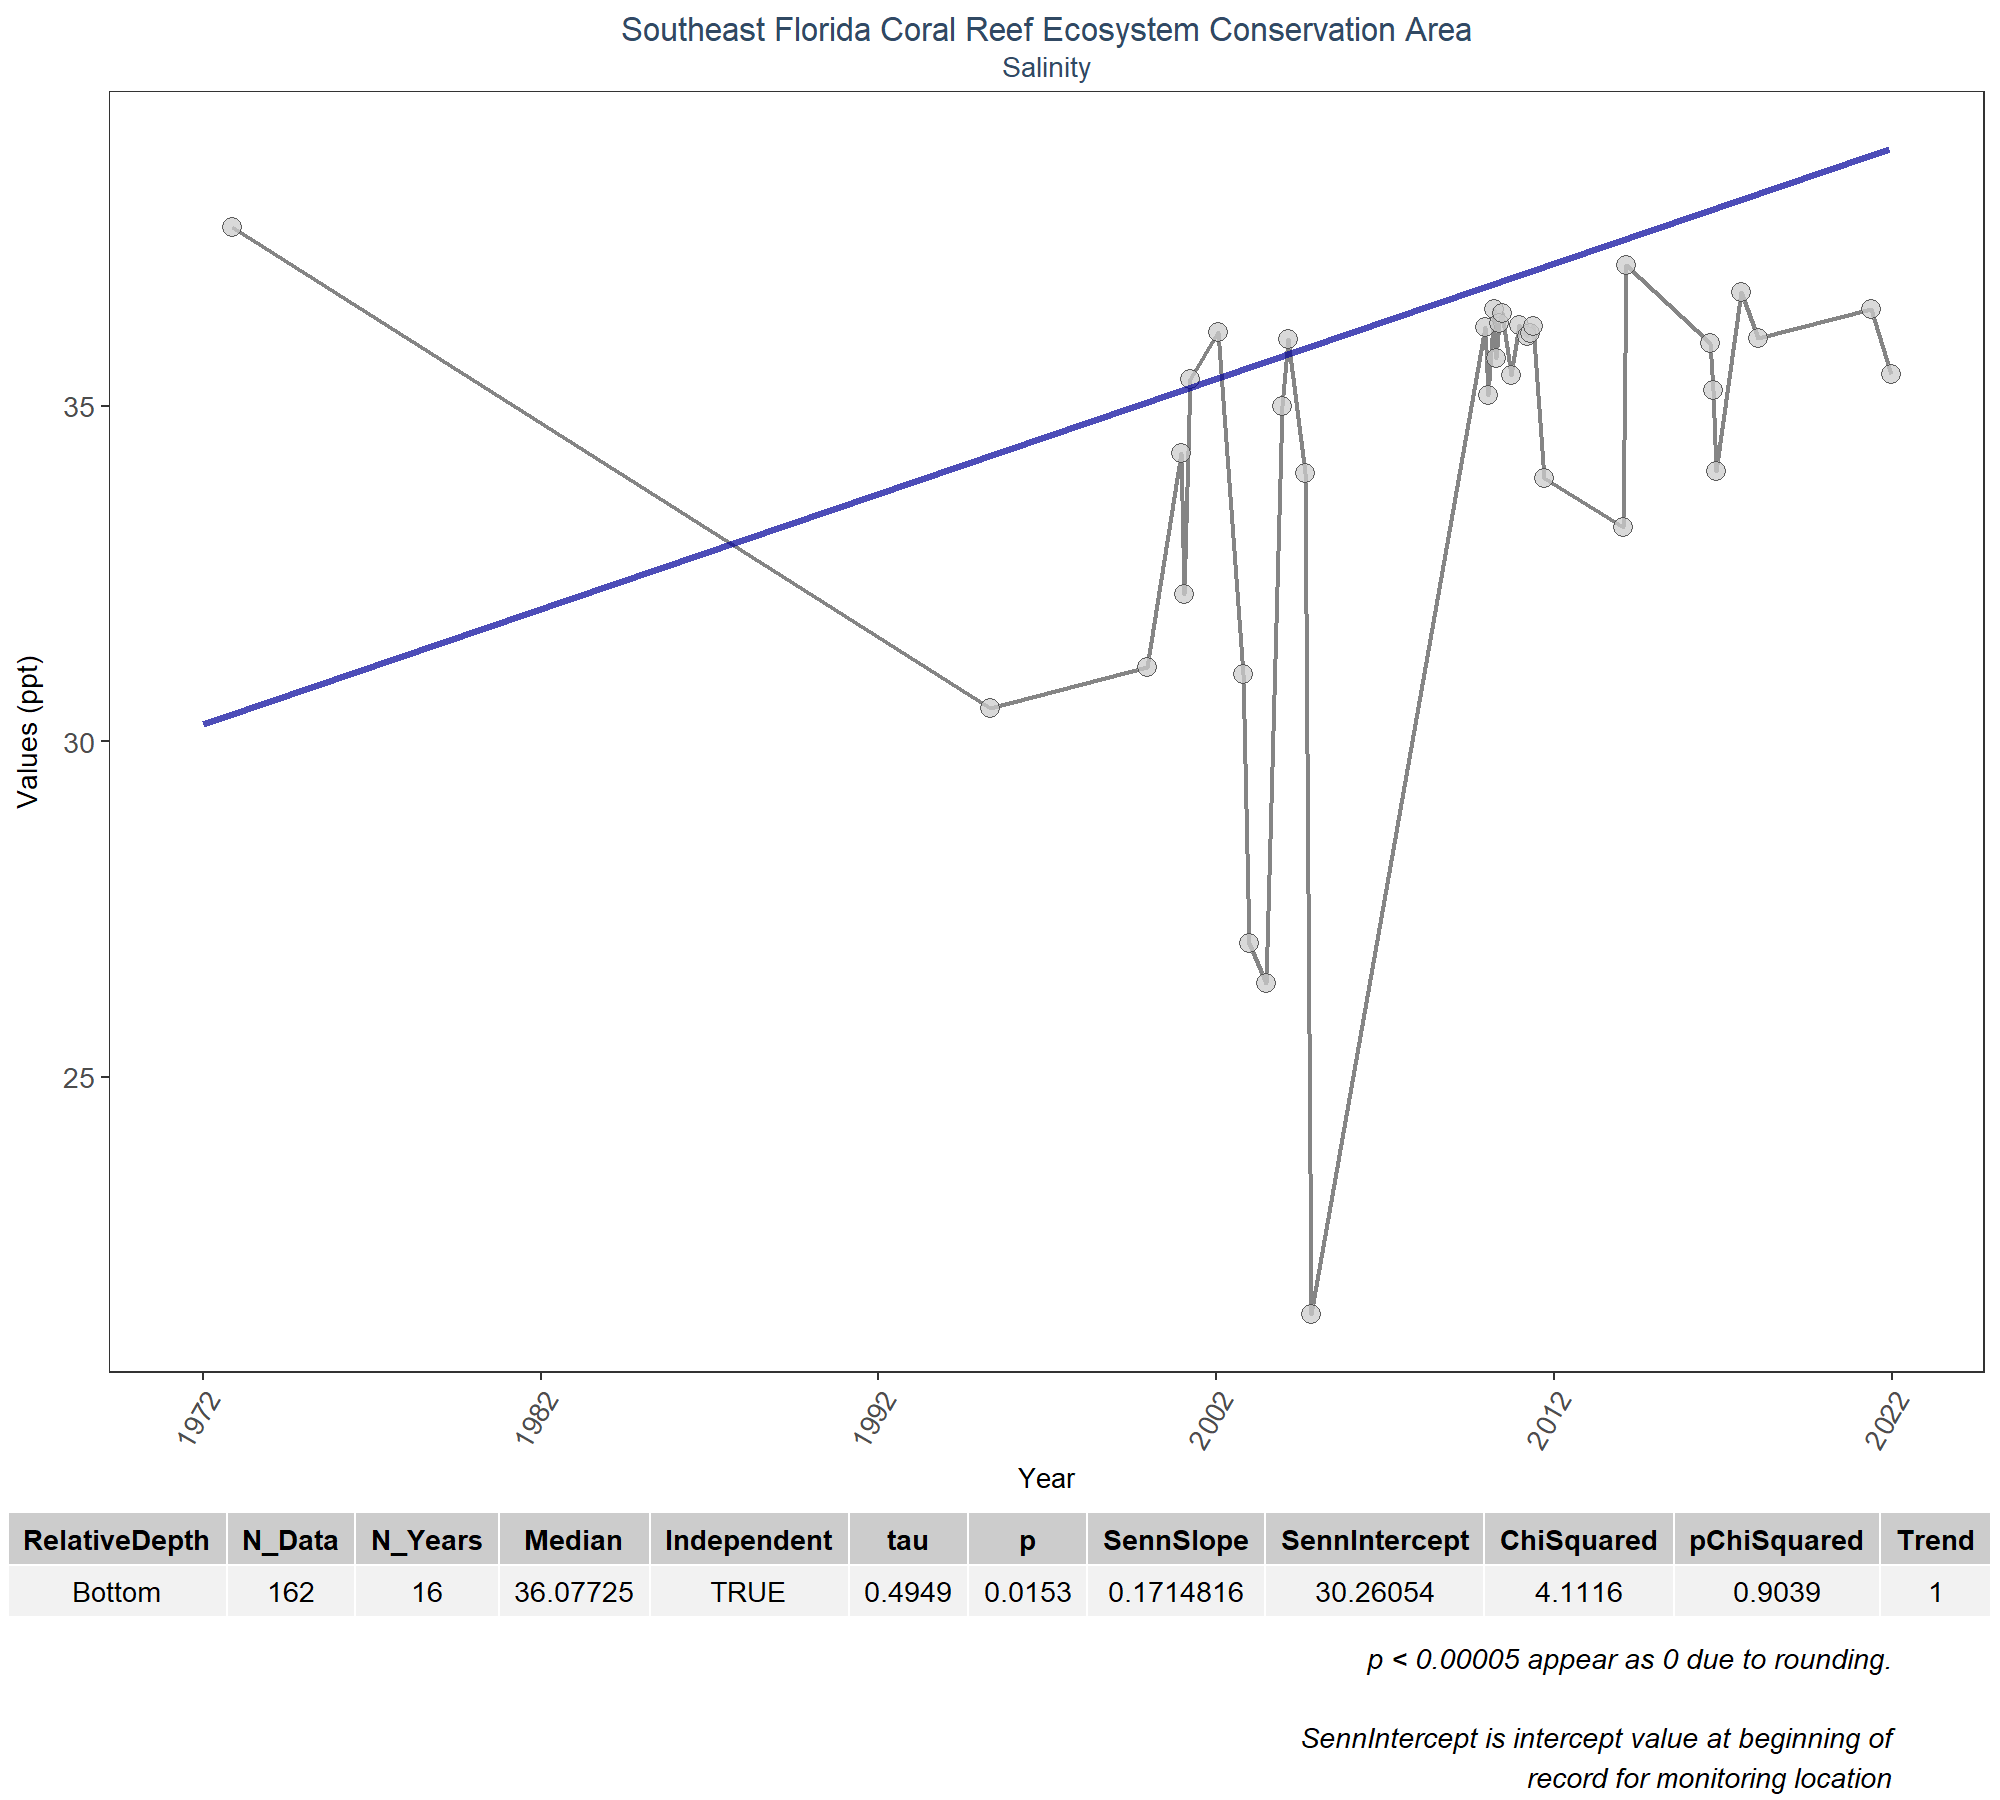 Southeast Florida Coral Reef Ecosystem Conservation Area
Salinity
Values (ppt)
35
30
25
1972
1982
1992
2002
2012
2022
Year
RelativeDepth N_Data N_Years Median Independent tau p SennSlope SennIntercept ChiSquared pChiSquared Trend
Bottom 162 16 36.07725 TRUE 0.4949 0.0153 0.1714816 30.26054 4.1116 0.9039 1
p < 0.00005 appear as 0 due to rounding.
SennIntercept is intercept value at beginning of
record for monitoring location